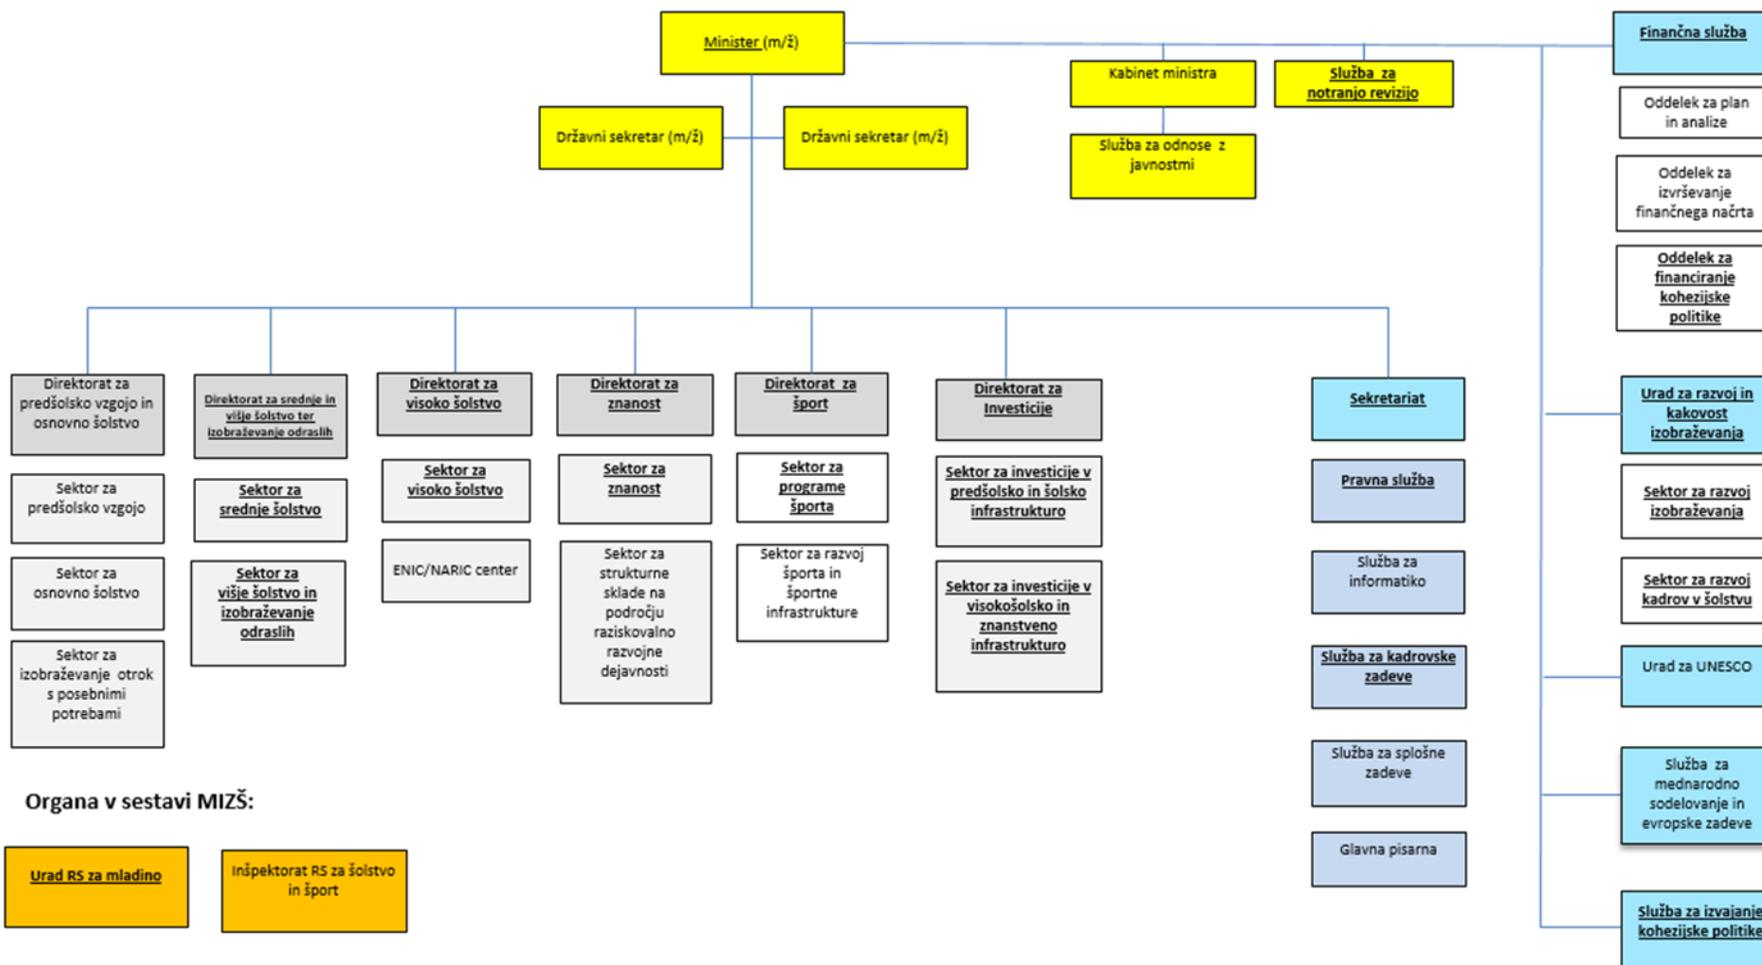 Minister (m/ž)
Državni sekretar (m/ž)
Državni sekretar (m/ž)
Kabinet ministra
Služba za odnose z
javnostmi
Služba za
notranjo revizijo
Finančna služba
Oddelek za plan
in analize
Oddelek za
izvrševanje
finančnega načrta
Oddelek za
financiranje
kohezijske
politike
Direktorat za
predšolsko vzgojo in
osnovno šolstvo
Sektor za
predšolsko vzgojo
Sektor za
osnovno šolstvo
Sektor za
izobraževanje otrok
s posebnimi
potrebami
Direktorat za srednje in
višje šolstvo ter
izobraževanje odraslih
Sektor za
srednje šolstvo
Sektor za
višje šolstvo in
izobraževanje
odraslih
Direktorat za
visoko šolstvo
Sektor za
visoko šolstvo
ENIC/NARIC center
Direktorat za
znanost
Sektor za
znanost
Sektor za
strukturne
sklade na
področju
raziskovalno
razvojne
dejavnosti
Direktorat za
šport
Sektor za
programe
športa
Sektor za razvoj
športa in
športne
infrastrukture
Direktorat za
Investicije
Sektor za investicije v
predšolsko in šolsko
infrastrukturo
Sektor za investicije v
visokošolsko in
znanstveno
infrastrukturo
Sekretariat
Pravna služba
Služba za
informatiko
Služba za kadrovske
zadeve
Služba za splošne
zadeve
Glavna pisarna
Urad za razvoj in
kakovost
izobraževanja
Sektor za razvoj
izobraževanja
Sektor za razvoj
kadrov v šolstvu
Urad za UNESCO
Služba za
mednarodno
sodelovanje in
evropske zadeve
Služba za izvajanje
kohezijske politike
Organa v sestavi MIZŠ:
Urad RS za mladino
Inšpektorat RS za šolstvo
in šport